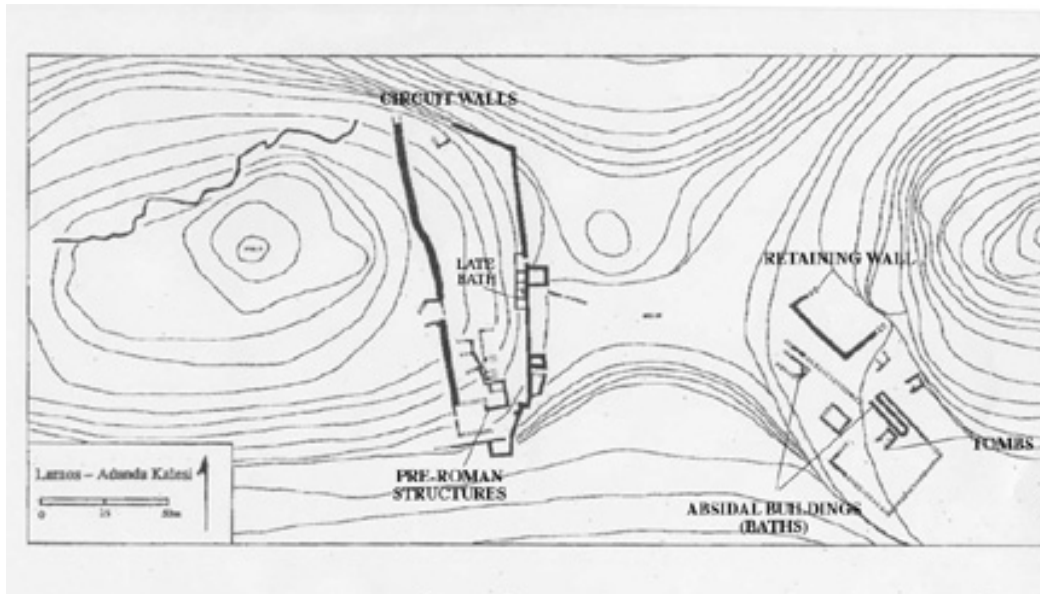 CIRCUIT WALLS
LATE
BATH
RETAINING WALL
PRE-ROMAN
STRUCTURES
TOMBS
ABSIDAL BUILDINGS
(BATHS)
Lamos – Adanda Kalesi
0 25 50m